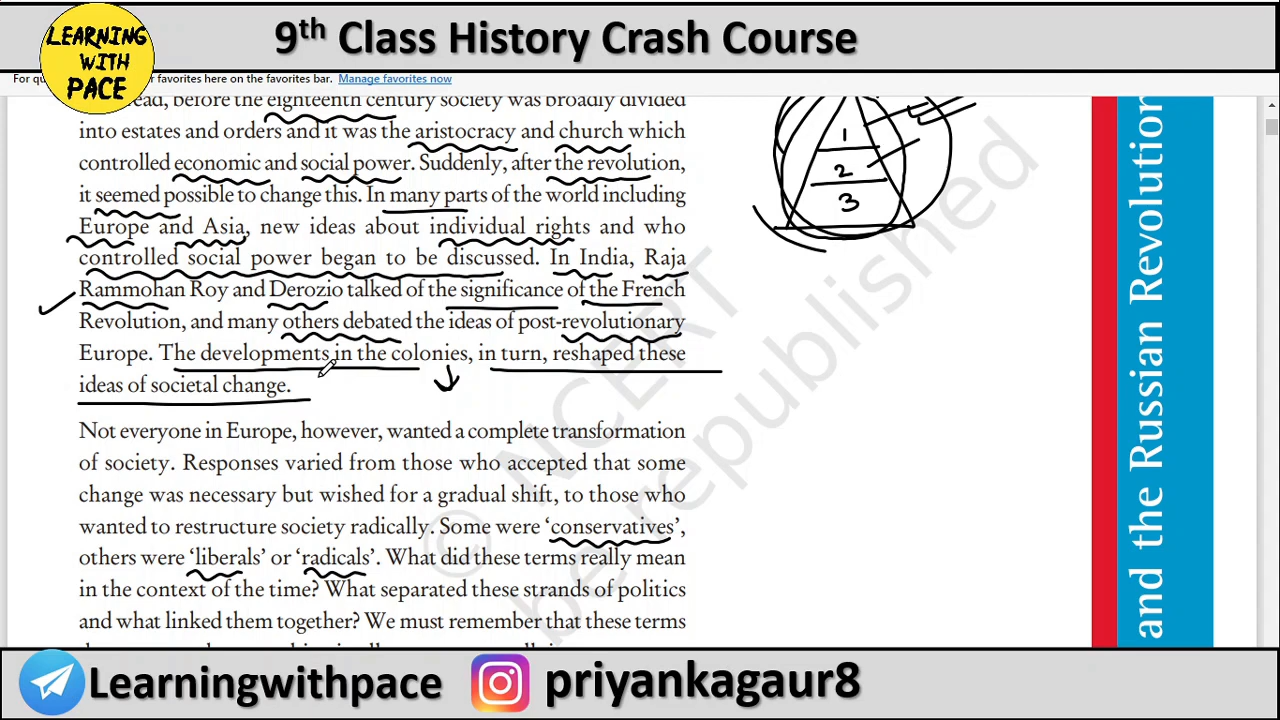 LEARNING
WITH
PACE
9th Class History Crash Course
For qu
r favorites here on the favorites bar. Manage favorites now
ead, before the eighteenth century society was broadly divided
into estates and orders and it was the aristocracy and church which
controlled economic and social power. Suddenly, after the revolution,
it seemed possible to change this. In many parts of the world including
Europe and Asia, new ideas about individual rights and who
controlled social power began to be discussed. In India, Raja
Rammohan Roy and Derozio talked of the significance of the French
Revolution, and many others debated the ideas of post-revolutionary
Europe. The developments in the colonies, in turn, reshaped these
ideas of societal change.
Not everyone in Europe, however, wanted a complete transformation
of society. Responses varied from those who accepted that some
change was necessary but wished for a gradual shift, to those who
wanted to restructure society radically. Some were ‘conservatives’,
others were ‘liberals’ or ‘radicals’. What did these terms really mean
in the context of the time? What separated these strands of politics
and what linked them together? We must remember that these terms
1
2
3
© NCERT
be republished
and the Russian Revolution
Learningwithpace
priyankagaur8